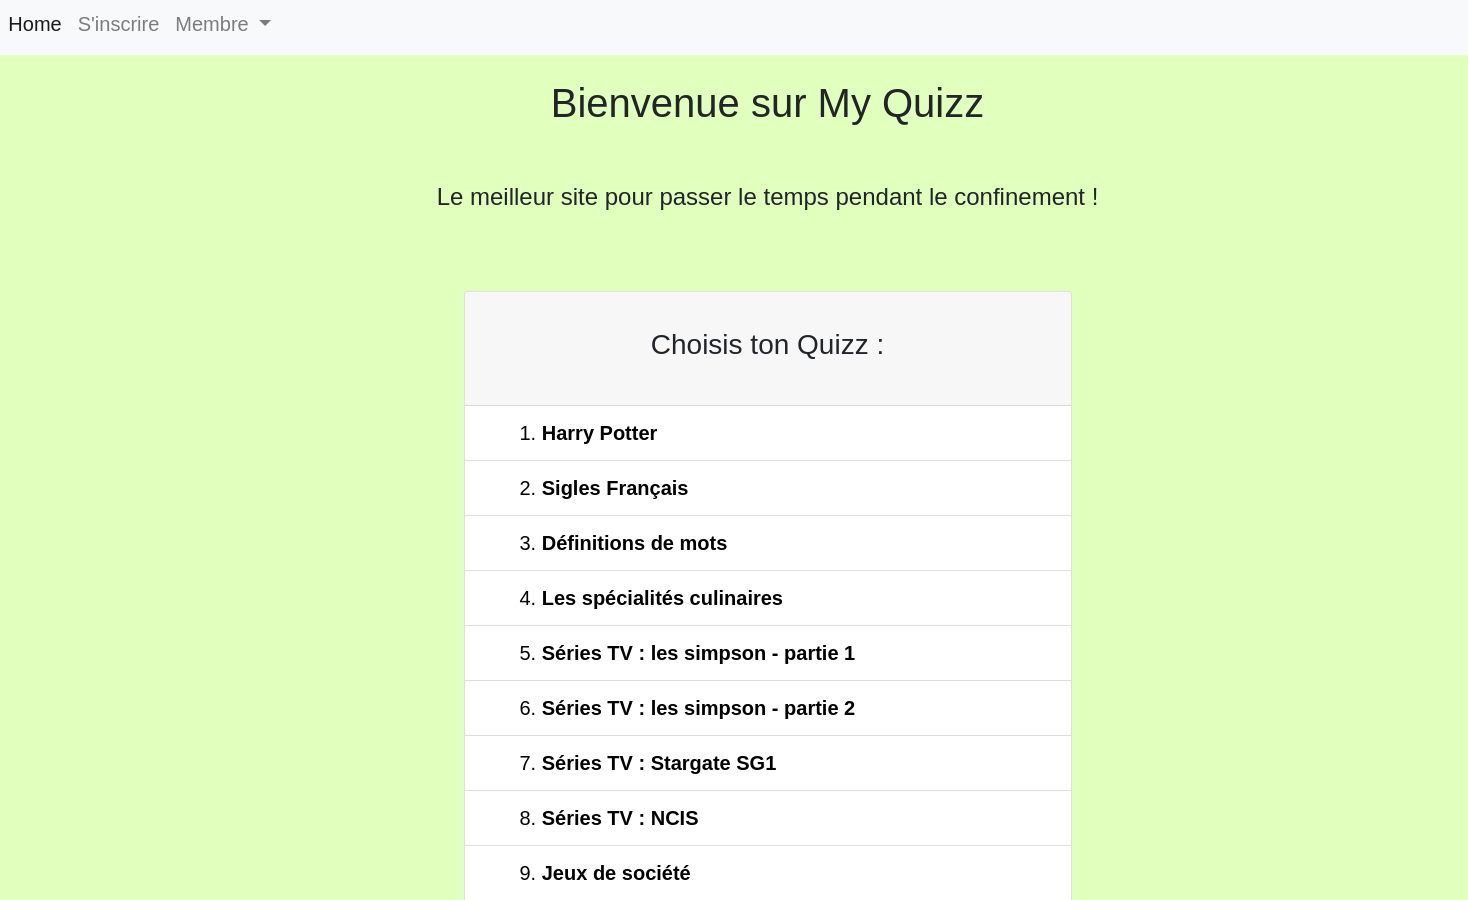 Home S'inscrire Membre
Bienvenue sur My Quizz
Le meilleur site pour passer le temps pendant le confinement !
Choisis ton Quizz :
1. Harry Potter
2. Sigles Français
3. Définitions de mots
4. Les spécialités culinaires
5. Séries TV : les simpson - partie 1
6. Séries TV : les simpson - partie 2
7. Séries TV : Stargate SG1
8. Séries TV : NCIS
9. Jeux de société